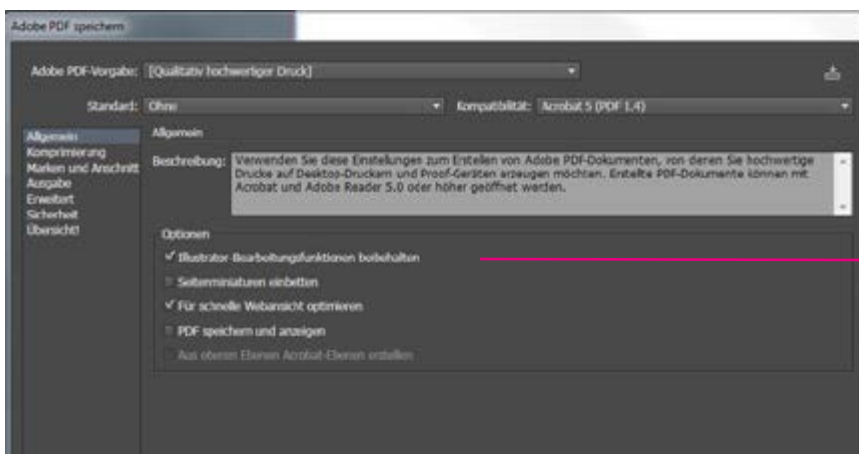 Adobe PDF speichern
Adobe PDF-Vorgabe: [Qualitativ hochwertiger Druck]
Standard: Ohne Kompatibilität: Acrobat 5 (PDF 1.4)
Allgemein
Komprimierung
Marken und Anschnitt
Ausgabe
Erweitert
Sicherheit
Übersicht
Allgemein
Beschreibung: Verwenden Sie diese Einstellungen zum Erstellen von Adobe PDF-Dokumenten, von deren Sie hochwertige
Drucke auf Desktop-Druckern und Proof-Geräten erzeugen möchten. Erstellte PDF-Dokumente können mit
Acrobat und Adobe Reader 5.0 oder höher geöffnet werden.
Optionen
Illustrator-Bearbeitungsfunktionen beibehalten
Seitenminiaturen einbetten
Für schnelle Webansicht optimieren
PDF speichern und anzeigen
Aus oberen Ebenen Acrobat-Ebenen erstellen